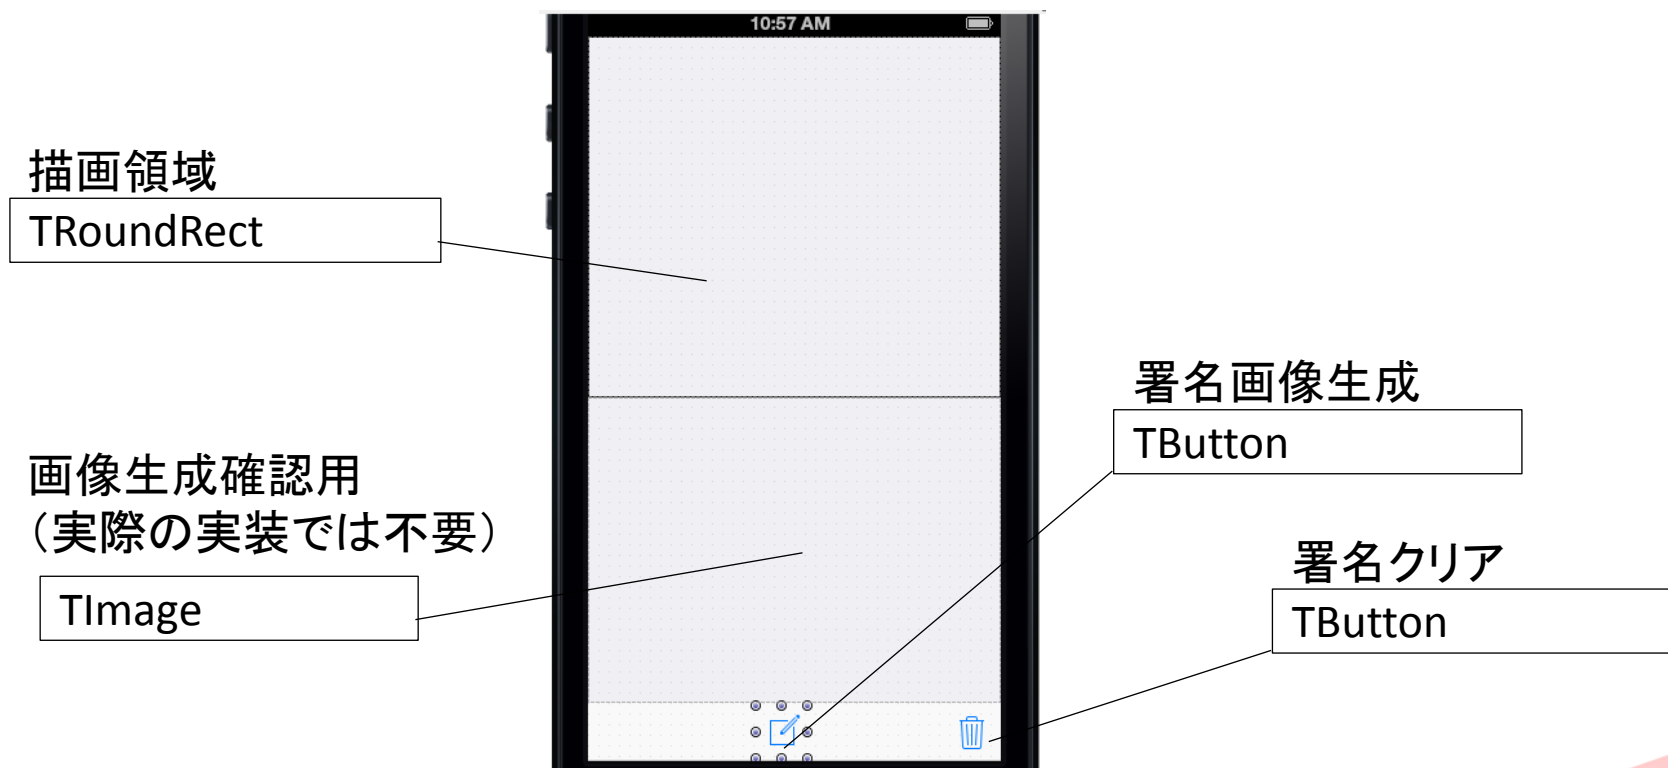 10:57 AM
描画領域
TRoundRect
署名画像生成
TButton
画像生成確認用
（実際の実装では不要）
TImage
署名クリア
TButton